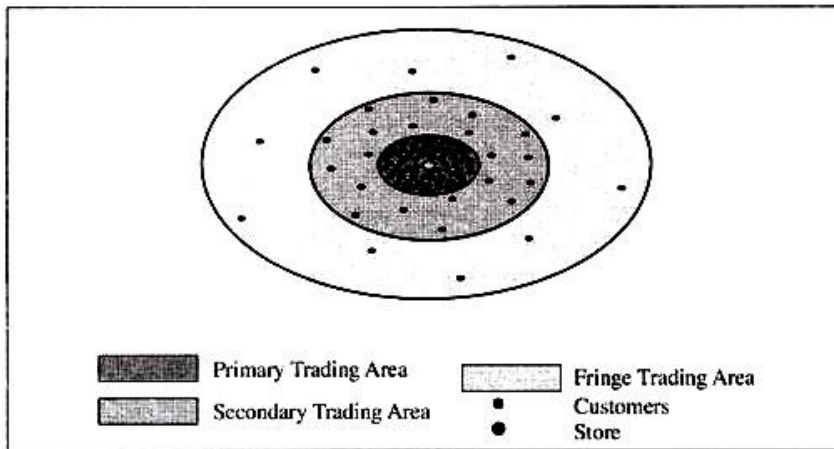 Primary Trading Area
Secondary Trading Area
Fringe Trading Area
Customers
Store